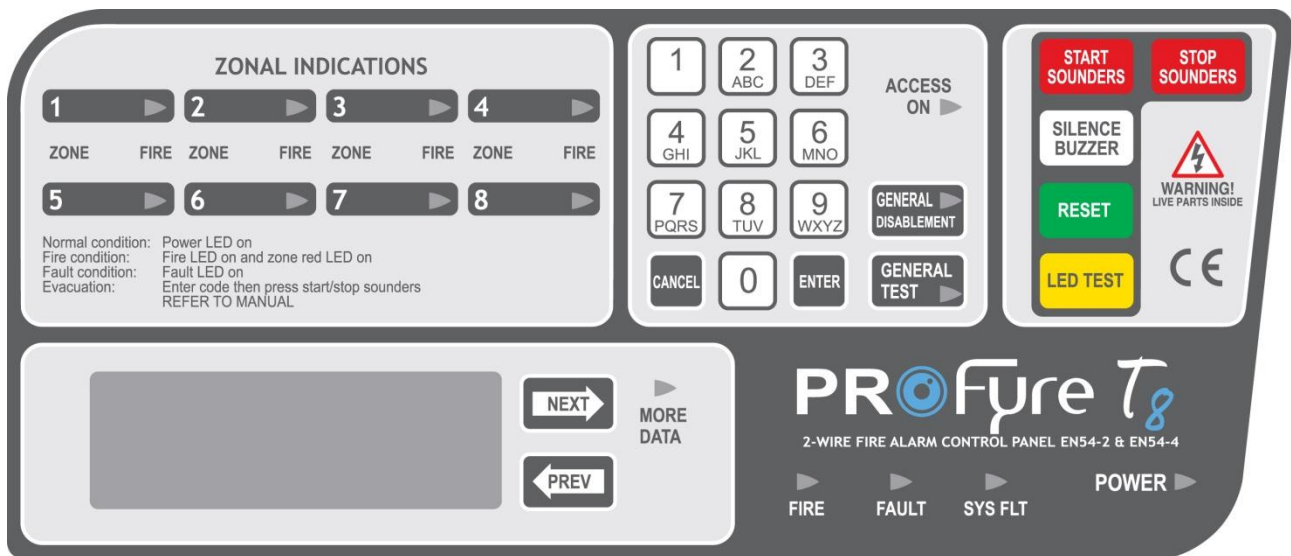 ZONAL INDICATIONS
1 2 3 4
ZONE FIRE ZONE FIRE ZONE FIRE ZONE FIRE
5 6 7 8
Normal condition: Power LED on
Fire condition: Fire LED on and zone red LED on
Fault condition: Fault LED on
Evacuation: Enter code then press start/stop sounders
REFER TO MANUAL
1 2 3
ABC DEF
4 5 6
GHI JKL MNO
7 8 9
PQRS TUV WXYZ
CANCEL 0 ENTER
ACCESS
ON
GENERAL
DISABLEMENT
GENERAL
TEST
START
SOUNDERS
STOP
SOUNDERS
SILENCE
BUZZER
RESET
LED TEST
WARNING!
LIVE PARTS INSIDE
CE
NEXT
PREV
MORE
DATA
PROFyre T8
2-WIRE FIRE ALARM CONTROL PANEL EN54-2 & EN54-4
FIRE FAULT SYS FLT POWER